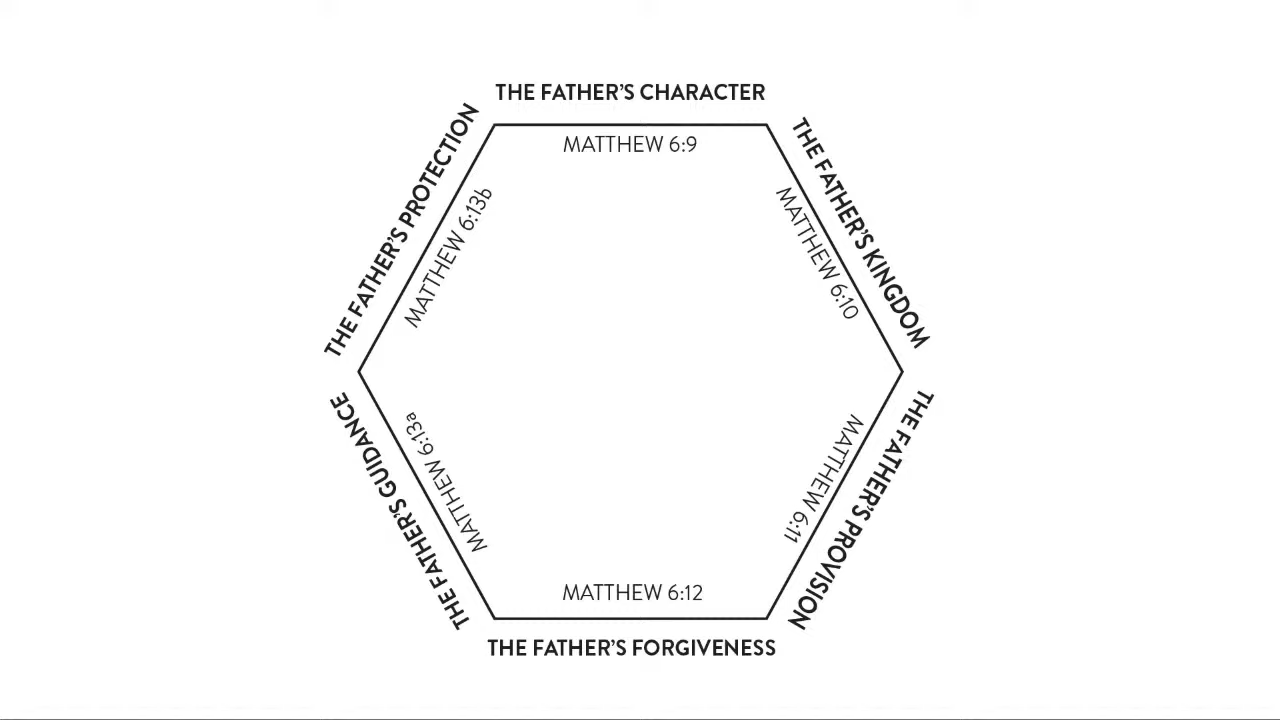 THE FATHER'S CHARACTER
MATTHEW 6:9
THE FATHER'S KINGDOM
MATTHEW 6:10
THE FATHER'S PROVISION
MATTHEW 6:11
THE FATHER'S FORGIVENESS
MATTHEW 6:12
THE FATHER'S GUIDANCE
MATTHEW 6:13a
THE FATHER'S PROTECTION
MATTHEW 6:13b